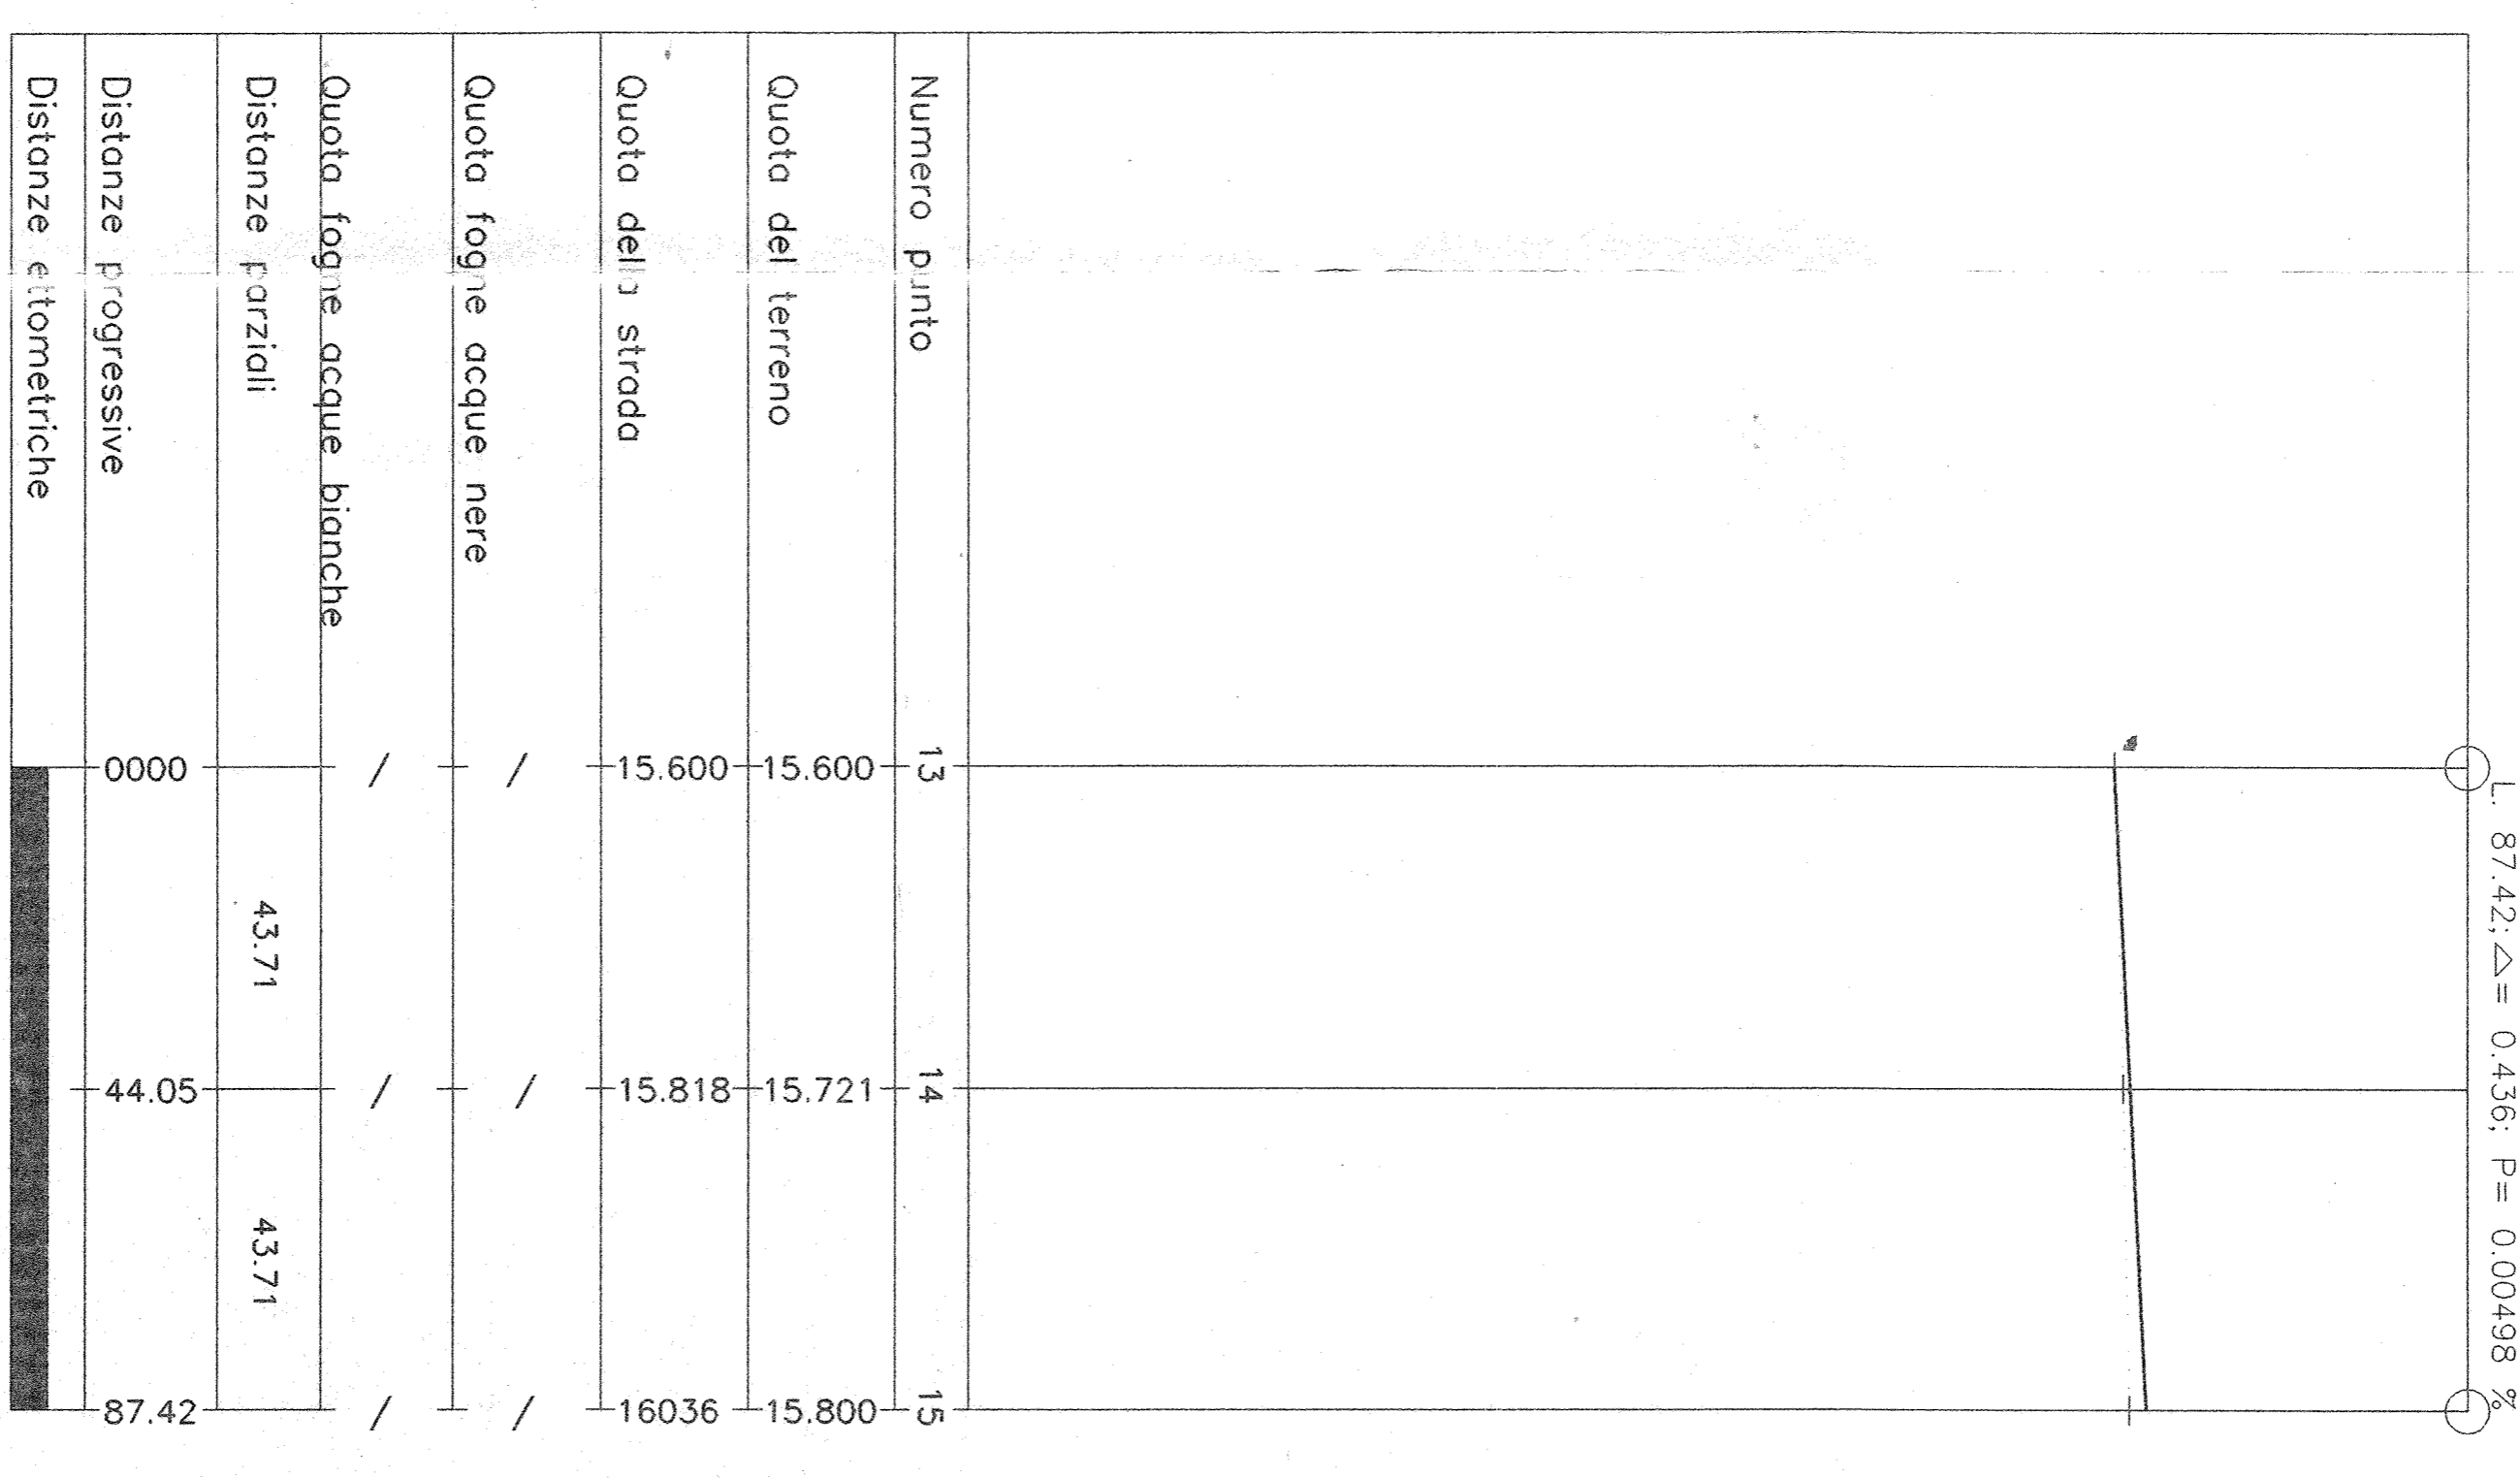 L. 87.42; △= 0.436; P= 0.00498 %
Numero punto 13 14 15
Quota del terreno 15.600 15.721 15.800
Quota della strada 15.600 15.818 16036
Quota fogne acque nere / / /
Quota fogne acque bianche / / /
Distanze parziali 43.71 43.71
Distanze progressive 0000 44.05 87.42
Distanze ettometriche